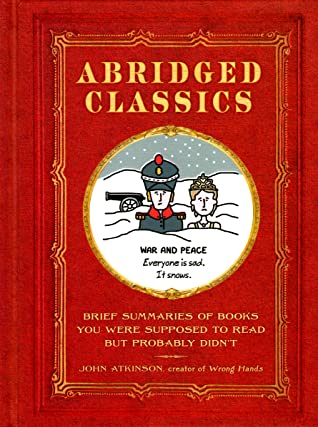 ABRIDGED
CLASSICS
WAR AND PEACE
Everyone is sad.
It snows.
BRIEF SUMMARIES OF BOOKS
YOU WERE SUPPOSED TO READ
BUT PROBABLY DIDN'T
JOHN ATKINSON, creator of Wrong Hands